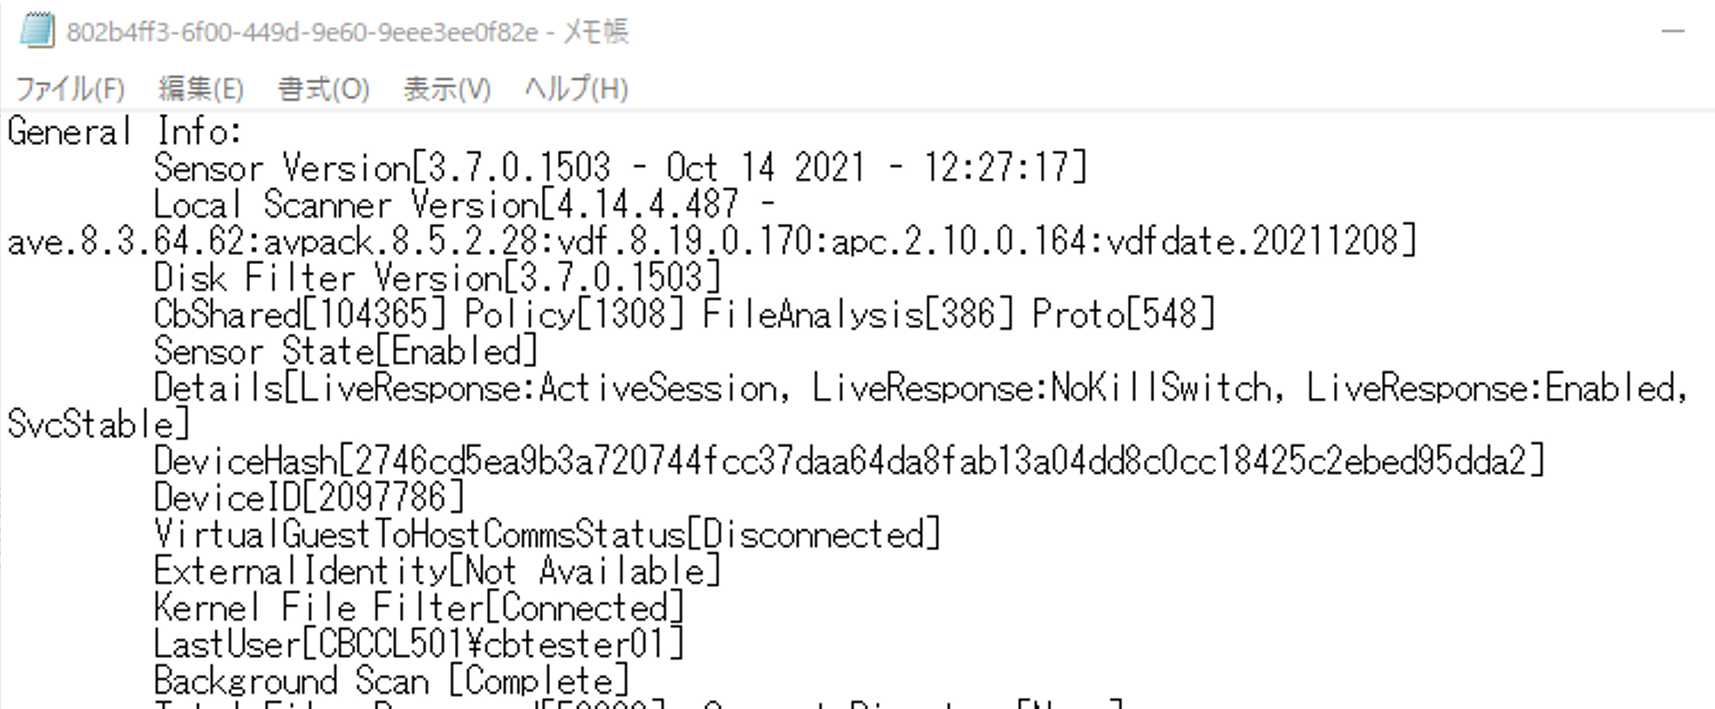 802b4ff3-6f00-449d-9e60-9eee3ee0f82e - メモ帳
ファイル(F) 編集(E) 書式(O) 表示(V) ヘルプ(H)
General Info:
Sensor Version[3.7.0.1503 - Oct 14 2021 - 12:27:17]
Local Scanner Version[4.14.4.487 -
ave.8.3.64.62:avpack.8.5.2.28:vdf.8.19.0.170:apc.2.10.0.164:vdfdate.20211208]
Disk Filter Version[3.7.0.1503]
CbShared[104365] Policy[1308] FileAnalysis[386] Proto[548]
Sensor State[Enabled]
Details[LiveResponse:ActiveSession, LiveResponse:NoKillSwitch, LiveResponse:Enabled,
SvcStable]
DeviceHash[2746cd5ea9b3a720744fcc37daa64da8fab13a04dd8c0cc18425c2ebed95dda2]
DeviceID[2097786]
VirtualGuestToHostCommsStatus[Disconnected]
ExternalIdentity[Not Available]
Kernel File Filter[Connected]
LastUser[CBCCL501¥cbtester01]
Background Scan [Complete]